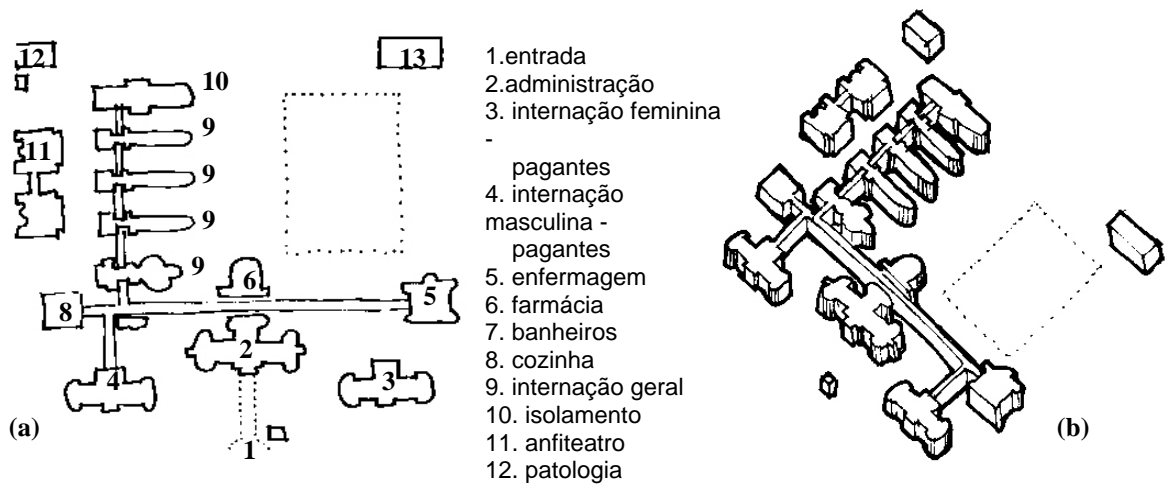 12
13
10
9
11
9
9
9
6
8
5
2
4
3
(a)
1
1.entrada
2.administração
3. internação feminina
-
pagantes
4. internação
masculina -
pagantes
5. enfermagem
6. farmácia
7. banheiros
8. cozinha
9. internação geral
10. isolamento
11. anfiteatro
12. patologia
(b)